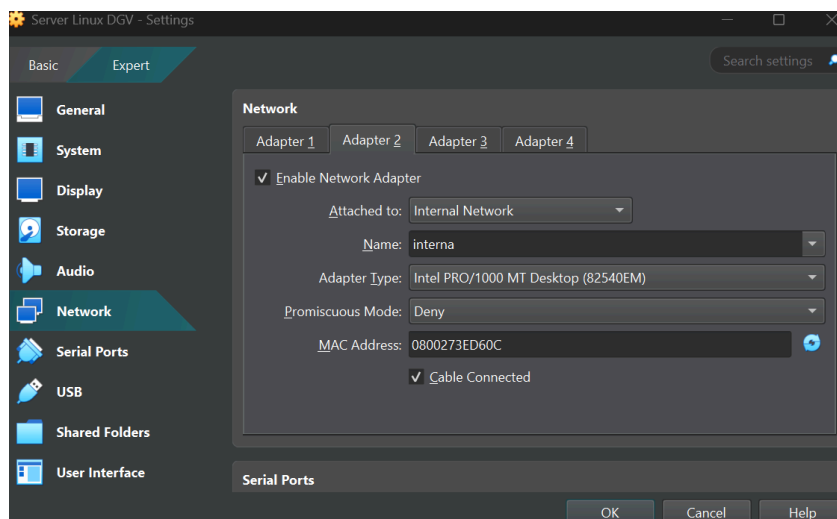 Server Linux DGV - Settings
Basic
Expert
Search settings
General
System
Display
Storage
Audio
Network
Serial Ports
USB
Shared Folders
User Interface
Network
Adapter 1
Adapter 2
Adapter 3
Adapter 4
Enable Network Adapter
Attached to: Internal Network
Name: interna
Adapter Type: Intel PRO/1000 MT Desktop (82540EM)
Promiscuous Mode: Deny
MAC Address: 0800273ED60C
Cable Connected
Serial Ports
OK
Cancel
Help